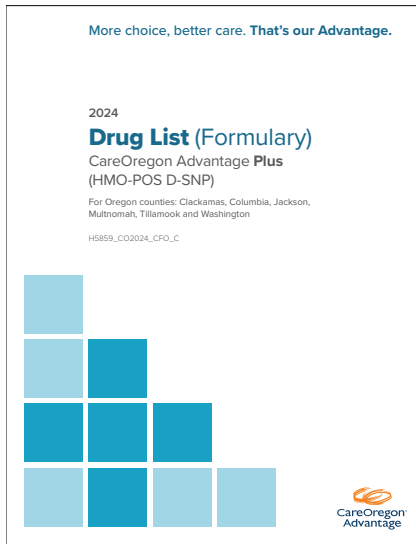 More choice, better care. That's our Advantage.
2024
Drug List (Formulary)
CareOregon Advantage Plus
(HMO-POS D-SNP)
For Oregon counties: Clackamas, Columbia, Jackson,
Multnomah, Tillamook and Washington
H5859_CO2024_CFO_C
CareOregon®
Advantage